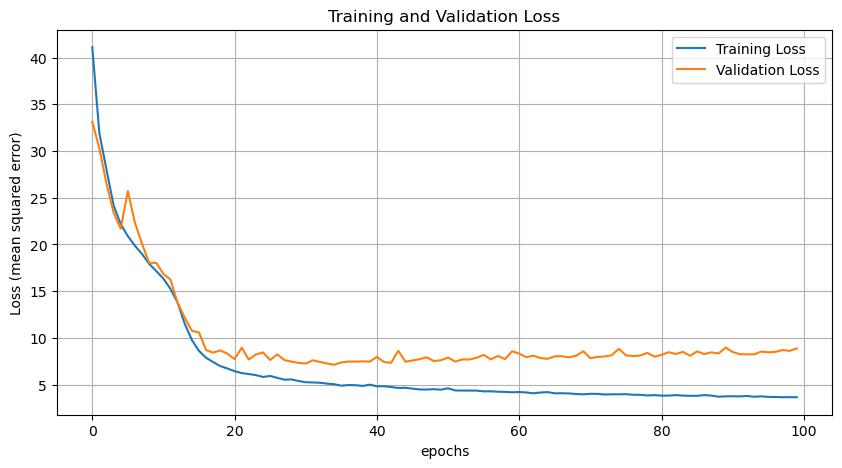 Training and Validation Loss
Training Loss
Validation Loss
Loss (mean squared error)
40
35
30
25
20
15
10
5
0
20
40
60
80
100
epochs